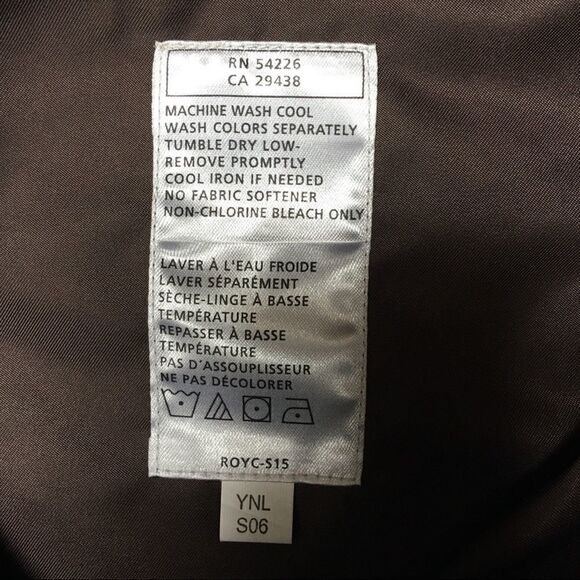 RN 54226
CA 29438
MACHINE WASH COOL
WASH COLORS SEPARATELY
TUMBLE DRY LOW-
REMOVE PROMPTLY
COOL IRON IF NEEDED
NO FABRIC SOFTENER
NON-CHLORINE BLEACH ONLY
LAVER À L'EAU FROIDE
LAVER SÉPARÉMENT
SÈCHE-LINGE À BASSE
TEMPÉRATURE
REPASSER À BASSE
TEMPÉRATURE
PAS D'ASSOUPLISSEUR
NE PAS DÉCOLORER
ROYC-S15
YNL
S06